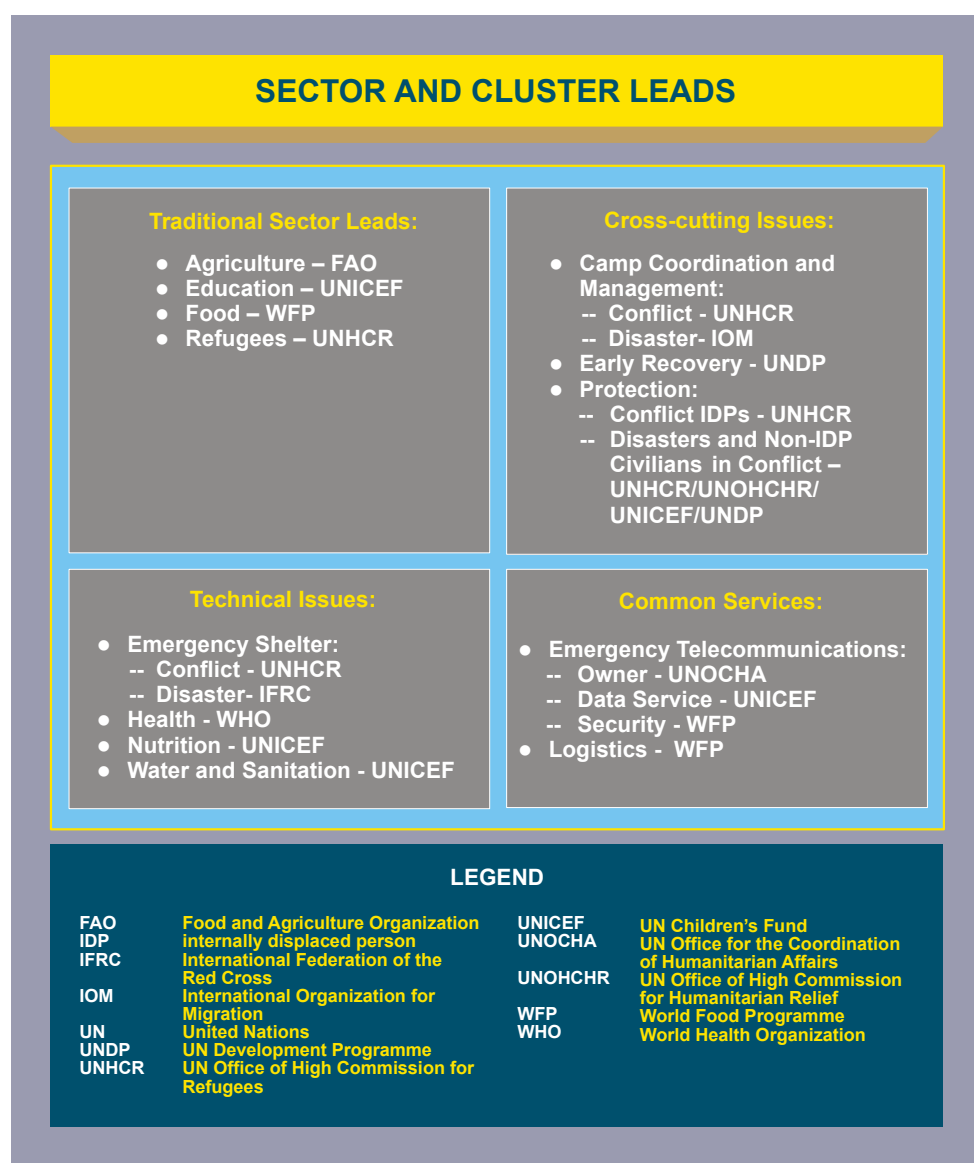 SECTOR AND CLUSTER LEADS
Traditional Sector Leads:
● Agriculture – FAO
● Education – UNICEF
● Food – WFP
● Refugees – UNHCR
Cross-cutting Issues:
● Camp Coordination and
Management:
-- Conflict - UNHCR
-- Disaster- IOM
● Early Recovery - UNDP
● Protection:
-- Conflict IDPs - UNHCR
-- Disasters and Non-IDP
Civilians in Conflict –
UNHCR/UNOHCHR/
UNICEF/UNDP
Technical Issues:
● Emergency Shelter:
-- Conflict - UNHCR
-- Disaster- IFRC
● Health - WHO
● Nutrition - UNICEF
● Water and Sanitation - UNICEF
Common Services:
● Emergency Telecommunications:
-- Owner - UNOCHA
-- Data Service - UNICEF
-- Security - WFP
● Logistics - WFP
LEGEND
FAO Food and Agriculture Organization
IDP internally displaced person
IFRC International Federation of the
Red Cross
IOM International Organization for
Migration
UN United Nations
UNDP UN Development Programme
UNHCR UN Office of High Commission for
Refugees
UNICEF UN Children’s Fund
UNOCHA UN Office for the Coordination
of Humanitarian Affairs
UNOHCHR UN Office of High Commission
for Humanitarian Relief
WFP World Food Programme
WHO World Health Organization